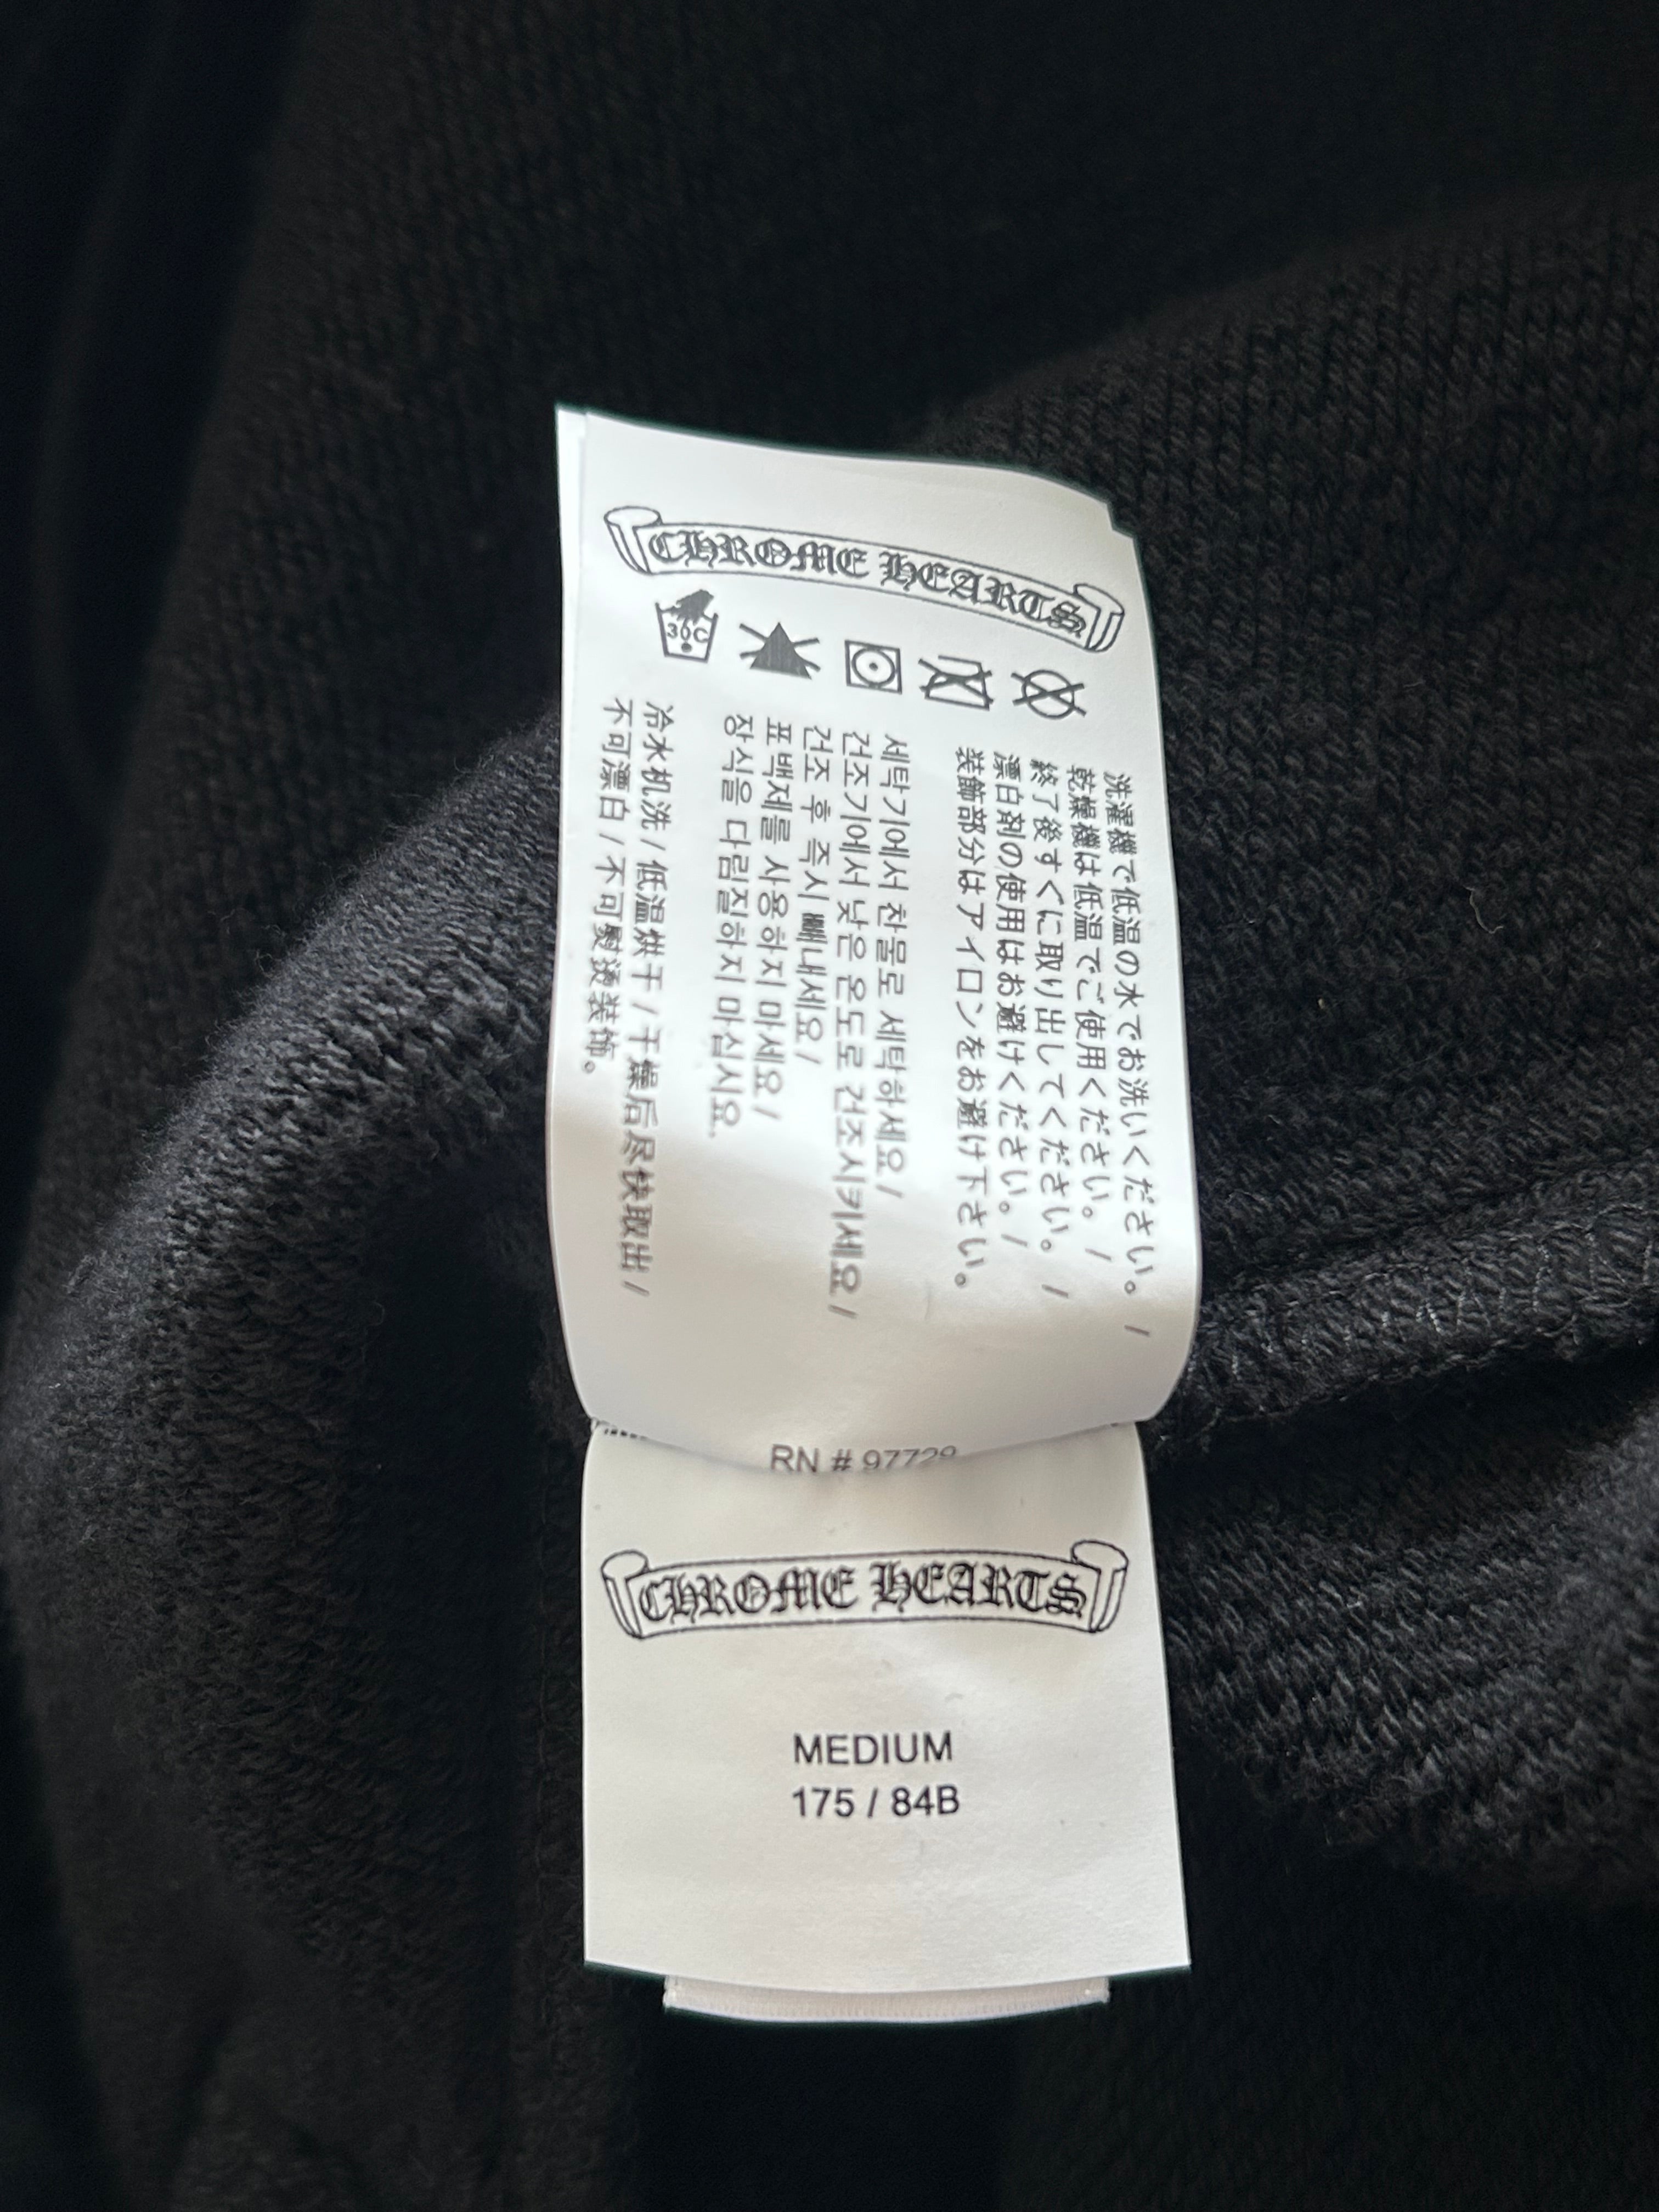 CHROME HEARTS
30C
洗濯機で低温の水でお洗いください。 /
乾燥機は低温でご使用ください。 /
終了後すぐに取り出してください。 /
漂白剤の使用はお避けください。 /
装飾部分はアイロンをお避け下さい。
세탁기에서 찬물로 세탁하세요 /
건조기에서 낮은 온도로 건조시키세요 /
건조 후 즉시 빼내세요 /
표백제를 사용하지 마세요 /
장식을 다림질하지 마십시요.
冷水机洗 / 低温烘干 / 干燥后尽快取出 /
不可漂白 / 不可熨烫装饰。
RN # 97729
CHROME HEARTS
MEDIUM
175 / 84B